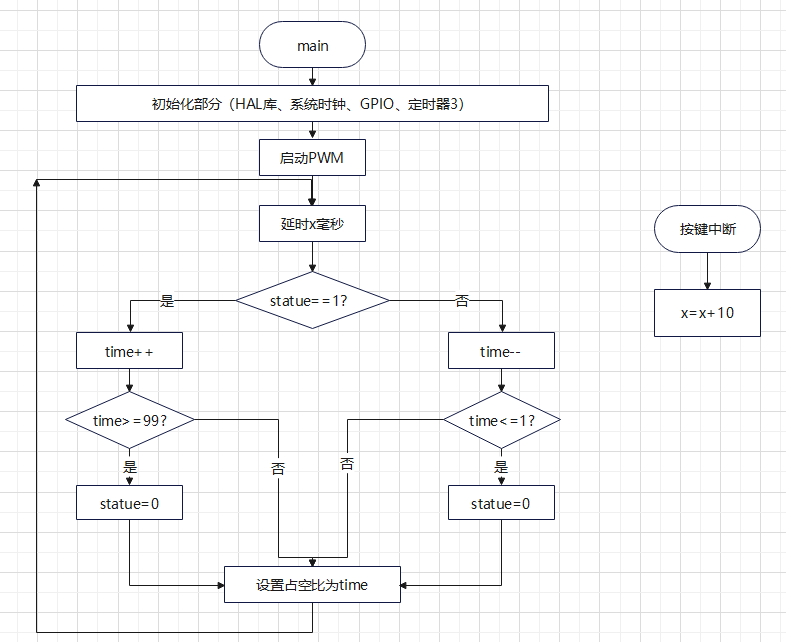 main
初始化部分（HAL库、系统时钟、GPIO、定时器3）
启动PWM
延时x毫秒
按键中断
statue==1?
是
否
x=x+10
time++
time--
time>=99?
time<=1?
是
否
否
是
statue=0
statue=0
设置占空比为time